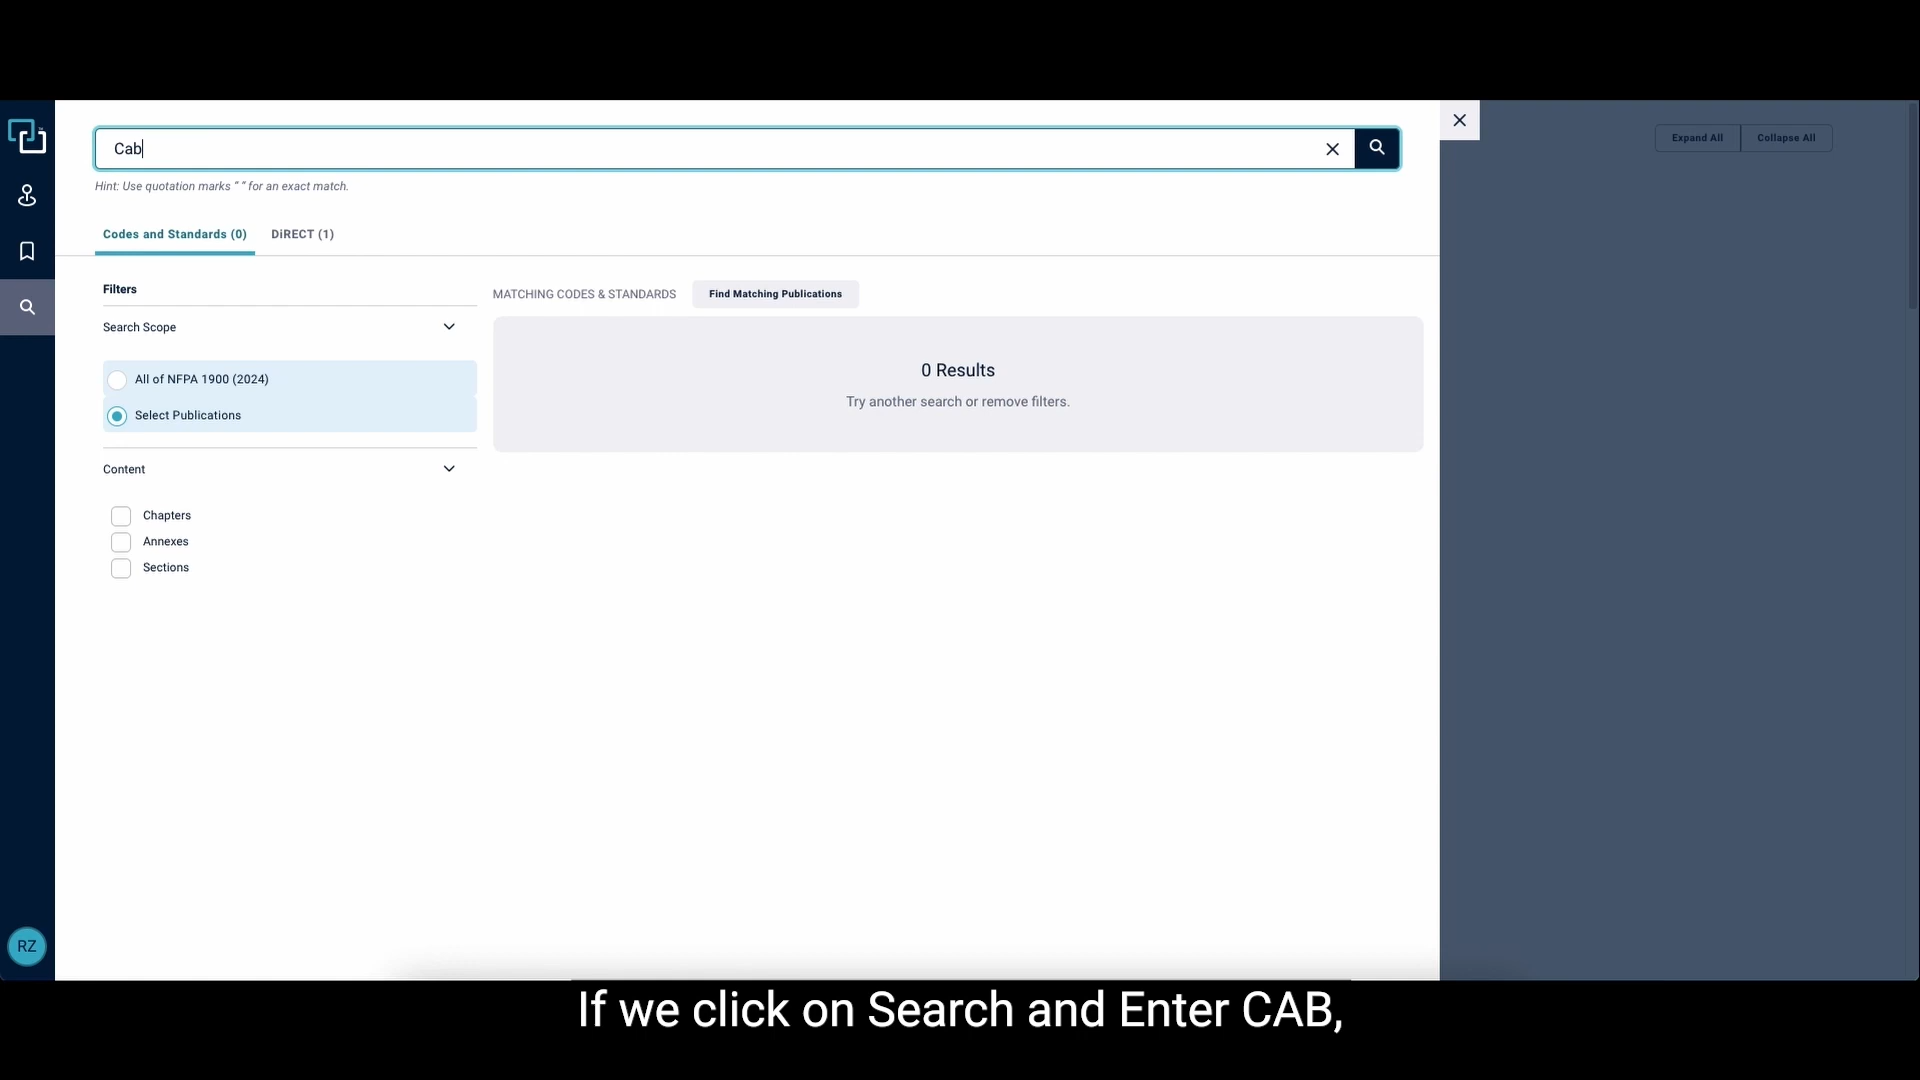 Cab
Hint: Use quotation marks " " for an exact match.
Expand All
Collapse All
Codes and Standards (0)
DiRECT (1)
Filters
MATCHING CODES & STANDARDS
Find Matching Publications
Search Scope
All of NFPA 1900 (2024)
Select Publications
0 Results
Try another search or remove filters.
Content
Chapters
Annexes
Sections
RZ
If we click on Search and Enter CAB,